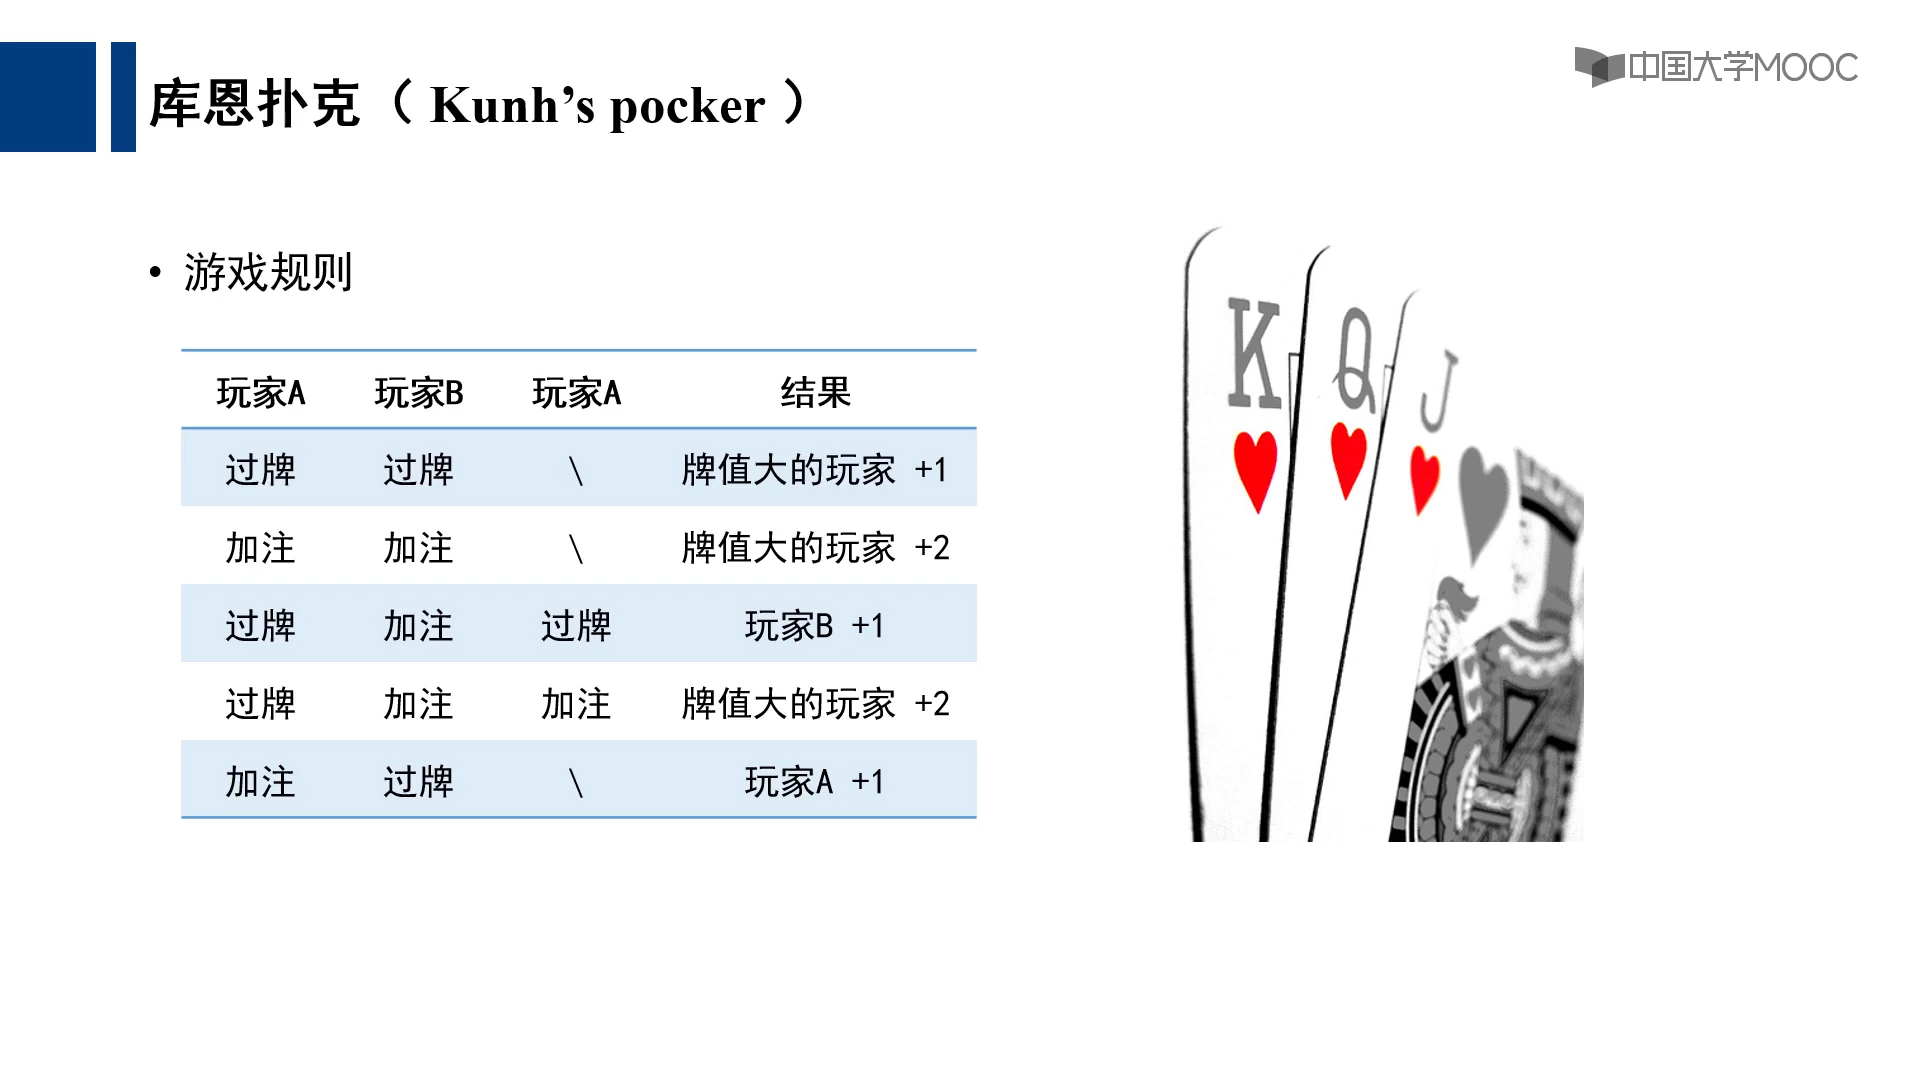 库恩扑克（ Kunh’s pocker ）
中国大学MOOC
• 游戏规则
玩家A 玩家B 玩家A 结果
过牌 过牌 \ 牌值大的玩家 +1
加注 加注 \ 牌值大的玩家 +2
过牌 加注 过牌 玩家B +1
过牌 加注 加注 牌值大的玩家 +2
加注 过牌 \ 玩家A +1
K Q J